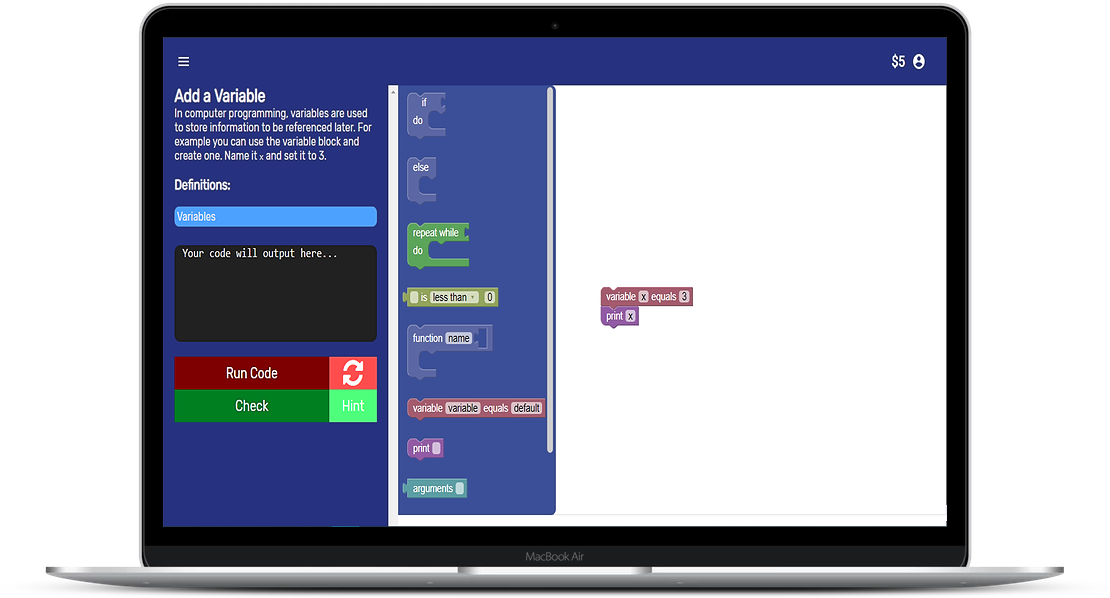 $5
Add a Variable
In computer programming, variables are used
to store information to be referenced later. For
example you can use the variable block and
create one. Name it x and set it to 3.
Definitions:
Variables
Your code will output here...
Run Code
Check
Hint
if
do
else
repeat while
do
is less than 0
function name
variable variable equals default
print
arguments
variable x equals 3
print x
MacBook Air